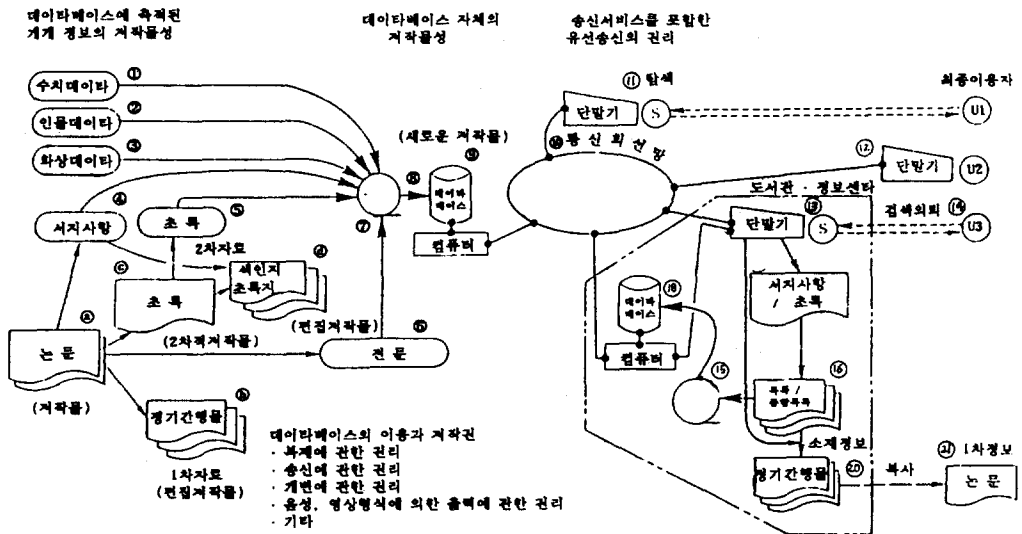 데이타베이스에 축적된
개개 정보의 저작물성
데이타베이스 자체의
저작물성
송신서비스를 포함한
유선송신의 권리
수치데이타
①
인물데이타
②
화상데이타
③
④
서지사항
⑤
초록
2차자료
ⓒ
초록
ⓓ
색인지
초록지
(편집저작물)
ⓐ
논문
(저작물)
(2차적저작물)
⑥
전문
ⓑ
정기간행물
1차자료
(편집저작물)
⑦
⑧
(새로운 저작물)
⑨
데이타
베이스
컴퓨터
통신회선망
⑪ 탐색
단말기
S
최종이용자
U1
⑫
단말기
U2
도서관 · 정보센타
단말기
⑬
S
검색의뢰
⑭
U3
서지사항
/ 초록
⑱
데이타
베이스
컴퓨터
⑮
⑯
목록 /
종합목록
소재정보
정기간행물
⑳
복사
㉑ 1차정보
논문
데이타베이스의 이용과 저작권
· 복제에 관한 권리
· 송신에 관한 권리
· 개변에 관한 권리
· 음성, 영상형식에 의한 출력에 관한 권리
· 기타